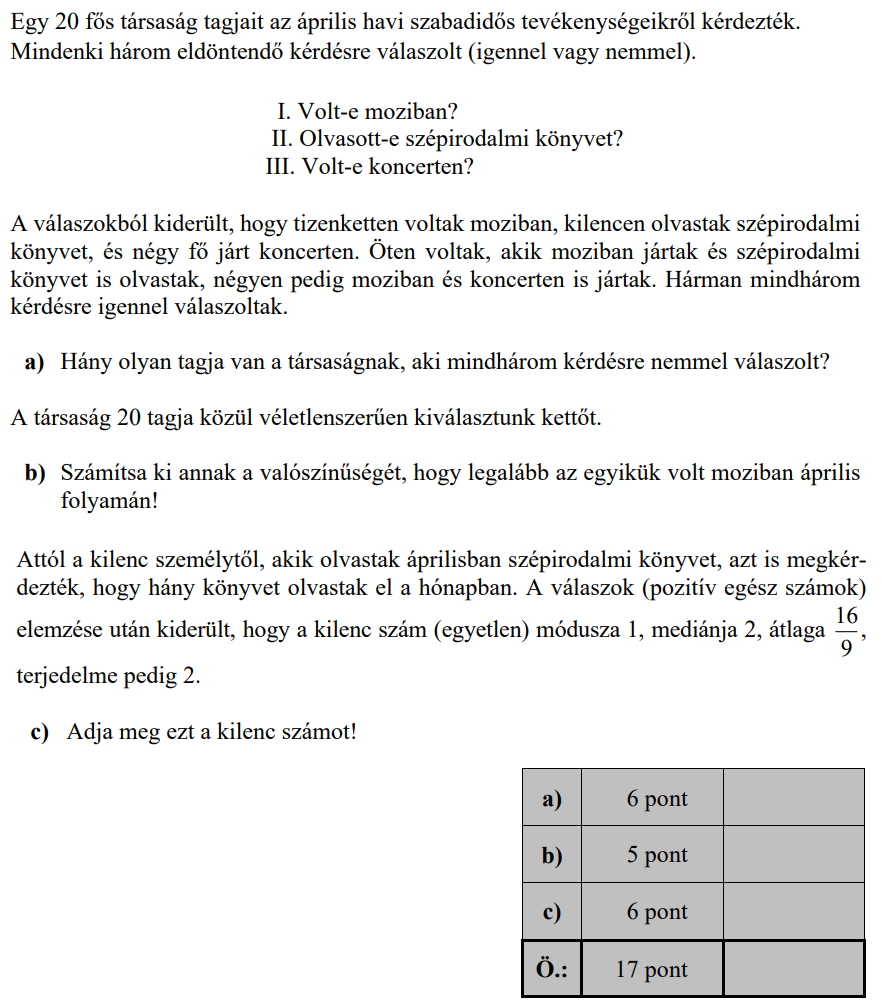 Egy 20 fős társaság tagjait az április havi szabadidős tevékenységeikről kérdezték.
Mindenki három eldöntendő kérdésre válaszolt (igennel vagy nemmel).
I. Volt-e moziban?
II. Olvasott-e szépirodalmi könyvet?
III. Volt-e koncerten?
A válaszokból kiderült, hogy tizenketten voltak moziban, kilencen olvastak szépirodalmi
könyvet, és négy fő járt koncerten. Öten voltak, akik moziban jártak és szépirodalmi
könyvet is olvastak, négyen pedig moziban és koncerten is jártak. Hárman mindhárom
kérdésre igennel válaszoltak.
a) Hány olyan tagja van a társaságnak, aki mindhárom kérdésre nemmel válaszolt?
A társaság 20 tagja közül véletlenszerűen kiválasztunk kettőt.
b) Számítsa ki annak a valószínűségét, hogy legalább az egyikük volt moziban április
folyamán!
Attól a kilenc személytől, akik olvastak áprilisban szépirodalmi könyvet, azt is megkér-
dezték, hogy hány könyvet olvastak el a hónapban. A válaszok (pozitív egész számok)
elemzése után kiderült, hogy a kilenc szám (egyetlen) módusza 1, mediánja 2, átlaga 16/9,
terjedelme pedig 2.
c) Adja meg ezt a kilenc számot!
a) 6 pont
b) 5 pont
c) 6 pont
Ö.: 17 pont